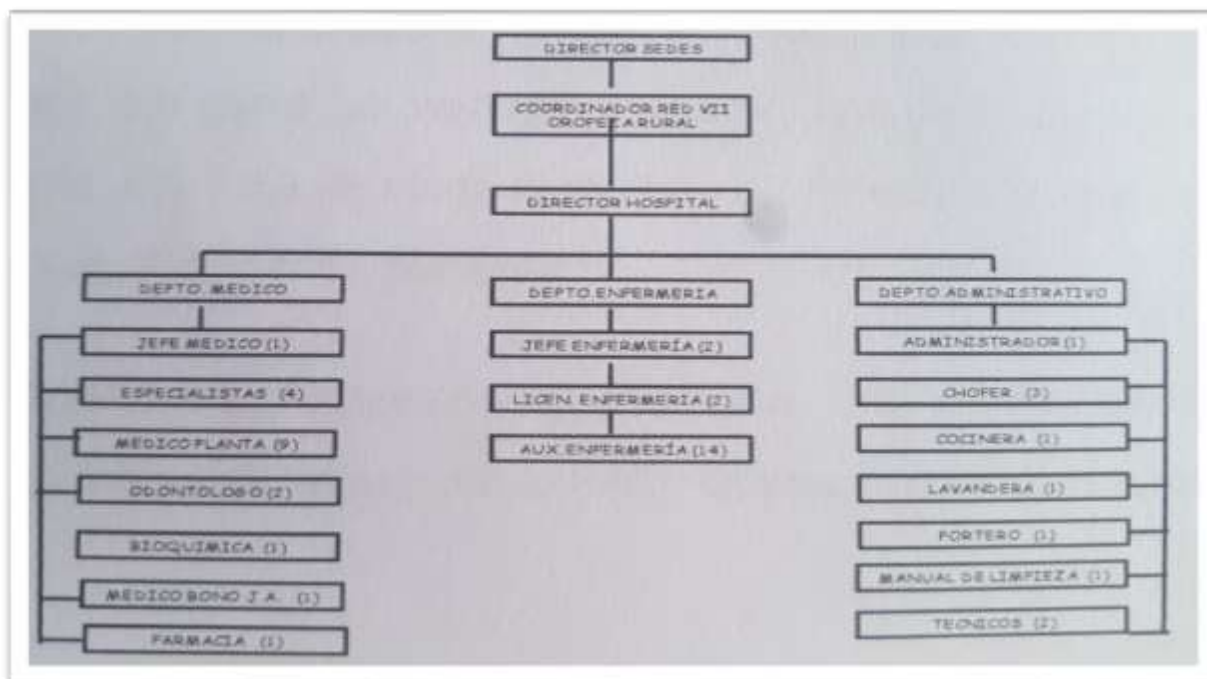 DIRECTOR SEDES
COORDINADOR RED VII
OROPEZA RURAL
DIRECTOR HOSPITAL
DEPTO. MEDICO
JEFE MEDICO (1)
ESPECIALISTAS (4)
MEDICO PLANTA (9)
ODONTOLOGO (2)
BIOQUIMICA (1)
MEDICO BONO J A. (1)
FARMACIA (1)
DEPTO. ENFERMERIA
JEFE ENFERMERÍA (2)
LICEN. ENFERMERIA (2)
AUX. ENFERMERÍA (14)
DEPTO. ADMINISTRATIVO
ADMINISTRADOR (1)
CHOFER (3)
COCINERA (1)
LAVANDERA (1)
PORTERO (1)
MANUAL DE LIMPIEZA (1)
TECNICOS (2)